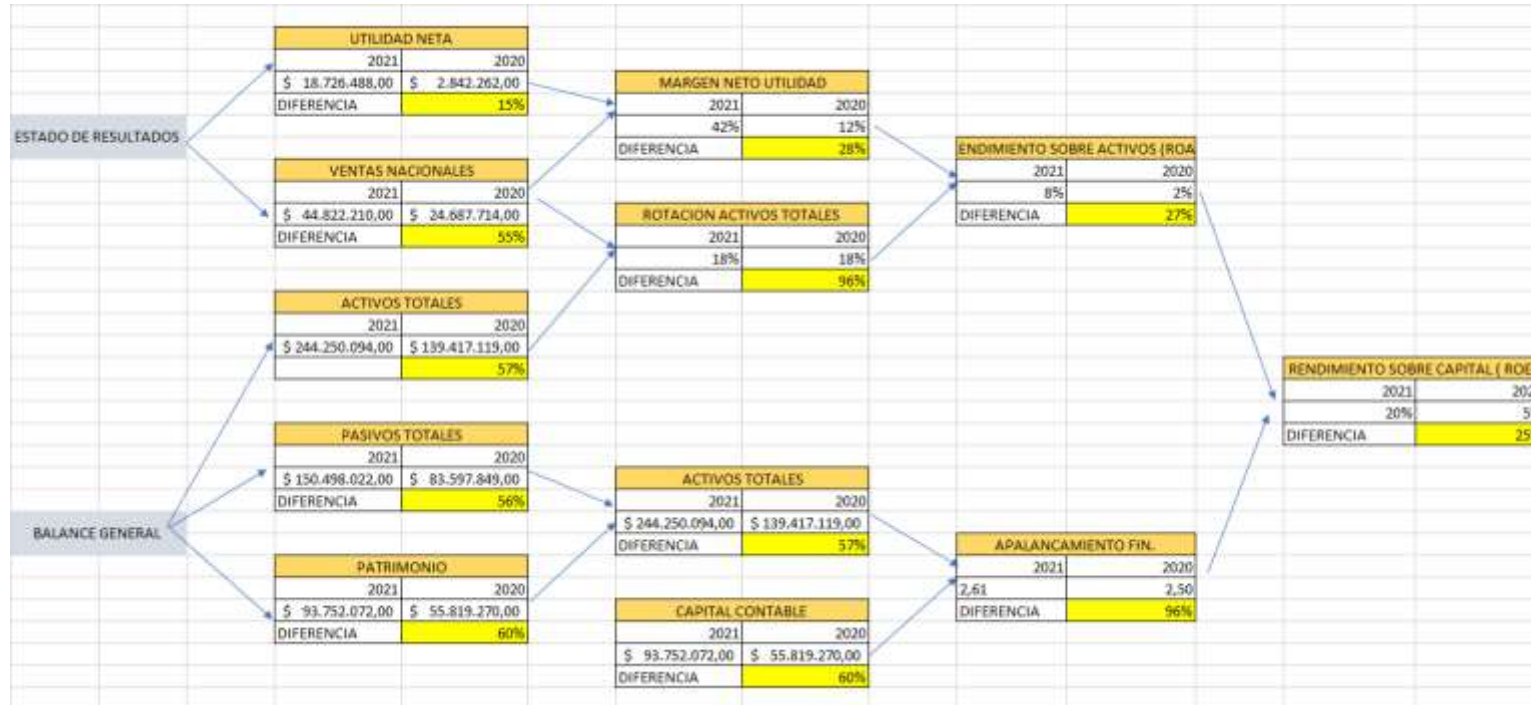 UTILIDAD NETA
2021 2020
$ 18.726.488,00 $ 2.842.262,00
DIFERENCIA 15%
ESTADO DE RESULTADOS
VENTAS NACIONALES
2021 2020
$ 44.822.210,00 $ 24.687.714,00
DIFERENCIA 55%
ACTIVOS TOTALES
2021 2020
$ 244.250.094,00 $ 139.417.119,00
57%
PASIVOS TOTALES
2021 2020
$ 150.498.022,00 $ 83.597.849,00
DIFERENCIA 56%
BALANCE GENERAL
PATRIMONIO
2021 2020
$ 93.752.072,00 $ 55.819.270,00
DIFERENCIA 60%
MARGEN NETO UTILIDAD
2021 2020
42% 12%
DIFERENCIA 28%
ROTACION ACTIVOS TOTALES
2021 2020
18% 18%
DIFERENCIA 96%
ACTIVOS TOTALES
2021 2020
$ 244.250.094,00 $ 139.417.119,00
DIFERENCIA 57%
CAPITAL CONTABLE
2021 2020
$ 93.752.072,00 $ 55.819.270,00
DIFERENCIA 60%
ENDIMIENTO SOBRE ACTIVOS (ROA
2021 2020
8% 2%
DIFERENCIA 27%
APALANCAMIENTO FIN.
2021 2020
2,61 2,50
DIFERENCIA 96%
RENDIMIENTO SOBRE CAPITAL ( ROE
2021 202
20% 5
DIFERENCIA 25